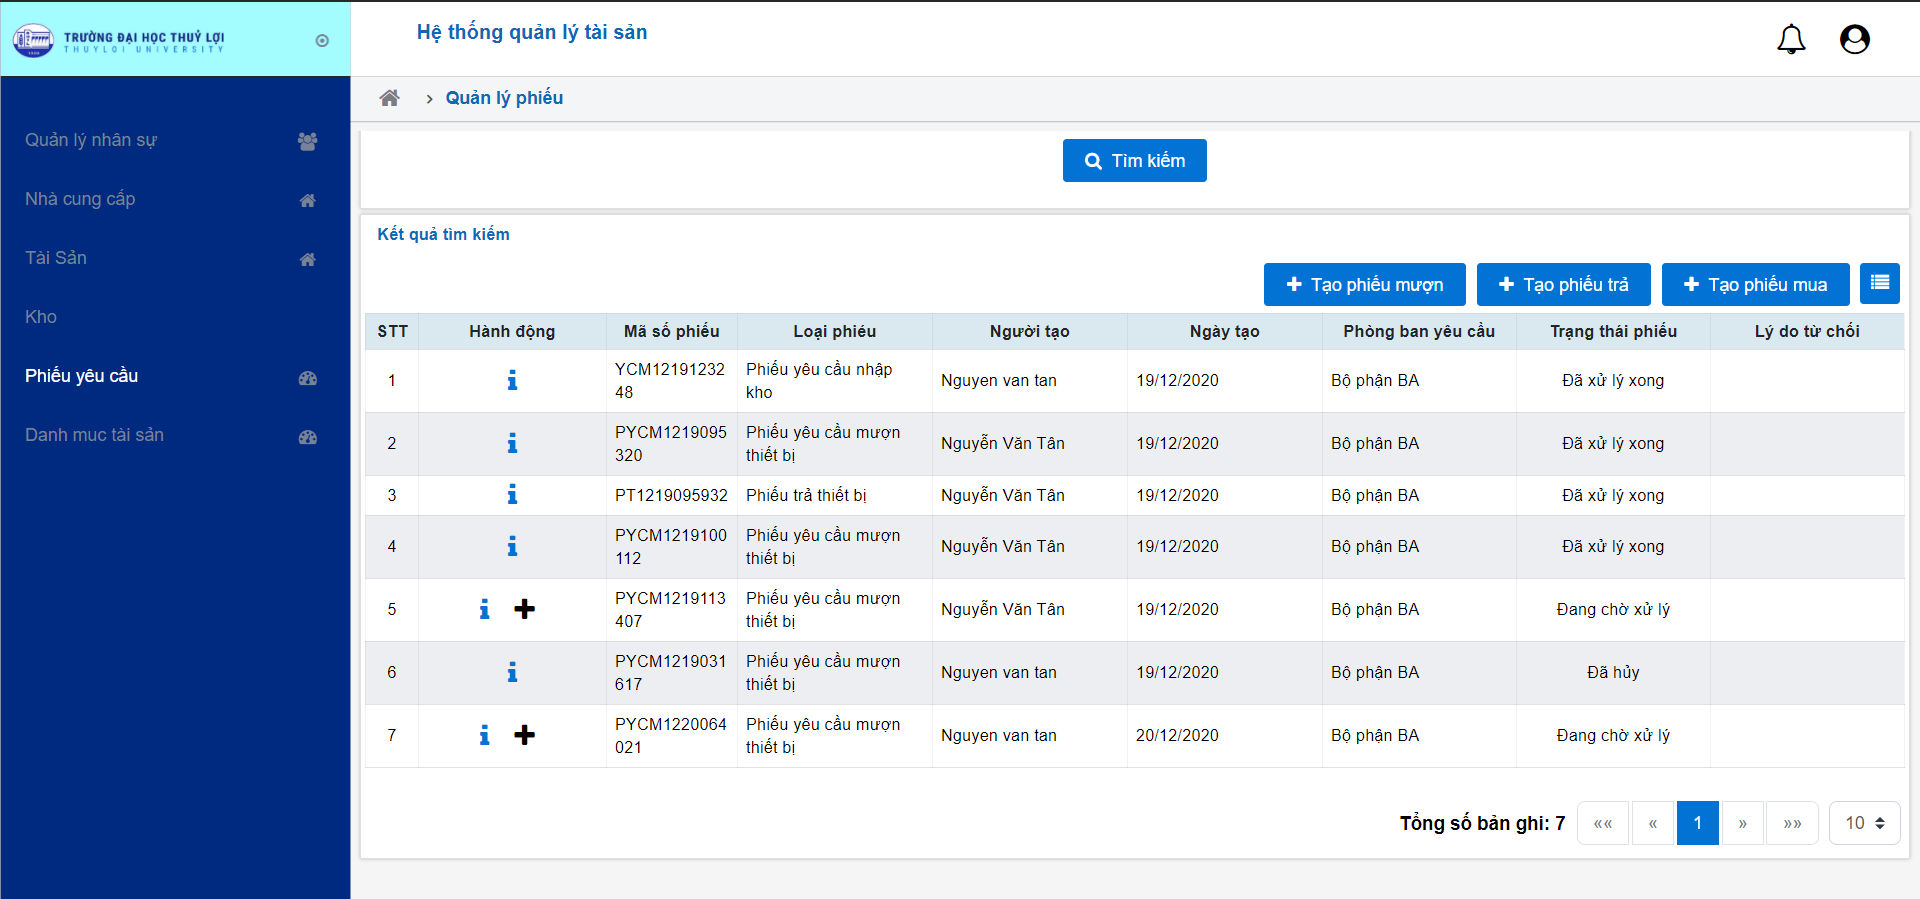 TRƯỜNG ĐẠI HỌC THUỶ LỢI
THUYLOI UNIVERSITY
Hệ thống quản lý tài sản
› Quản lý phiếu
Quản lý nhân sự
Nhà cung cấp
Tài Sản
Kho
Phiếu yêu cầu
Danh muc tài sản
Tìm kiếm
Kết quả tìm kiếm
+ Tạo phiếu mượn + Tạo phiếu trả + Tạo phiếu mua
STT Hành động Mã số phiếu Loại phiéu Người tạo Ngày tạo Phòng ban yêu cầu Trạng thái phiếu Lý do từ chối
1 YCM12191232 48 Phiếu yêu cầu nhập kho Nguyen van tan 19/12/2020 Bộ phận BA Đã xử lý xong
2 PYCM1219095 320 Phiếu yêu cầu mượn thiết bị Nguyễn Văn Tân 19/12/2020 Bộ phận BA Đã xử lý xong
3 PT1219095932 Phiếu trả thiết bị Nguyễn Văn Tân 19/12/2020 Bộ phận BA Đã xử lý xong
4 PYCM1219100 112 Phiếu yêu cầu mượn thiết bị Nguyễn Văn Tân 19/12/2020 Bộ phận BA Đã xử lý xong
5 PYCM1219113 407 Phiếu yêu cầu mượn thiết bị Nguyễn Văn Tân 19/12/2020 Bộ phận BA Đang chờ xử lý
6 PYCM1219031 617 Phiếu yêu cầu mượn thiết bị Nguyen van tan 19/12/2020 Bộ phận BA Đã hủy
7 PYCM1220064 021 Phiếu yêu cầu mượn thiết bị Nguyen van tan 20/12/2020 Bộ phận BA Đang chờ xử lý
Tổng số bản ghi: 7 «« « 1 » »» 10